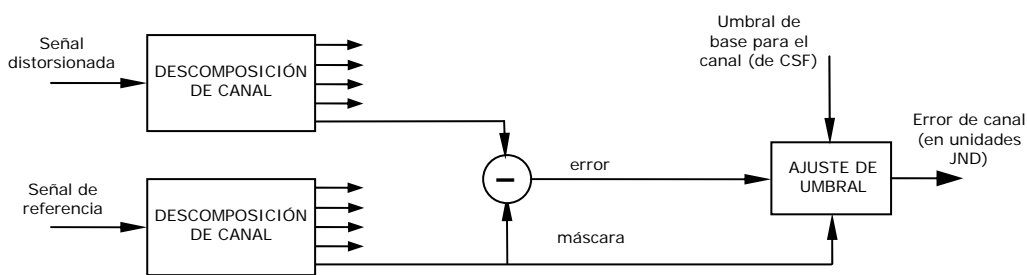 Señal
distorsionada
DESCOMPOSICIÓN
DE CANAL
Umbral de
base para el
canal (de CSF)
error
AJUSTE DE
UMBRAL
Error de canal
(en unidades
JND)
Señal de
referencia
DESCOMPOSICIÓN
DE CANAL
máscara